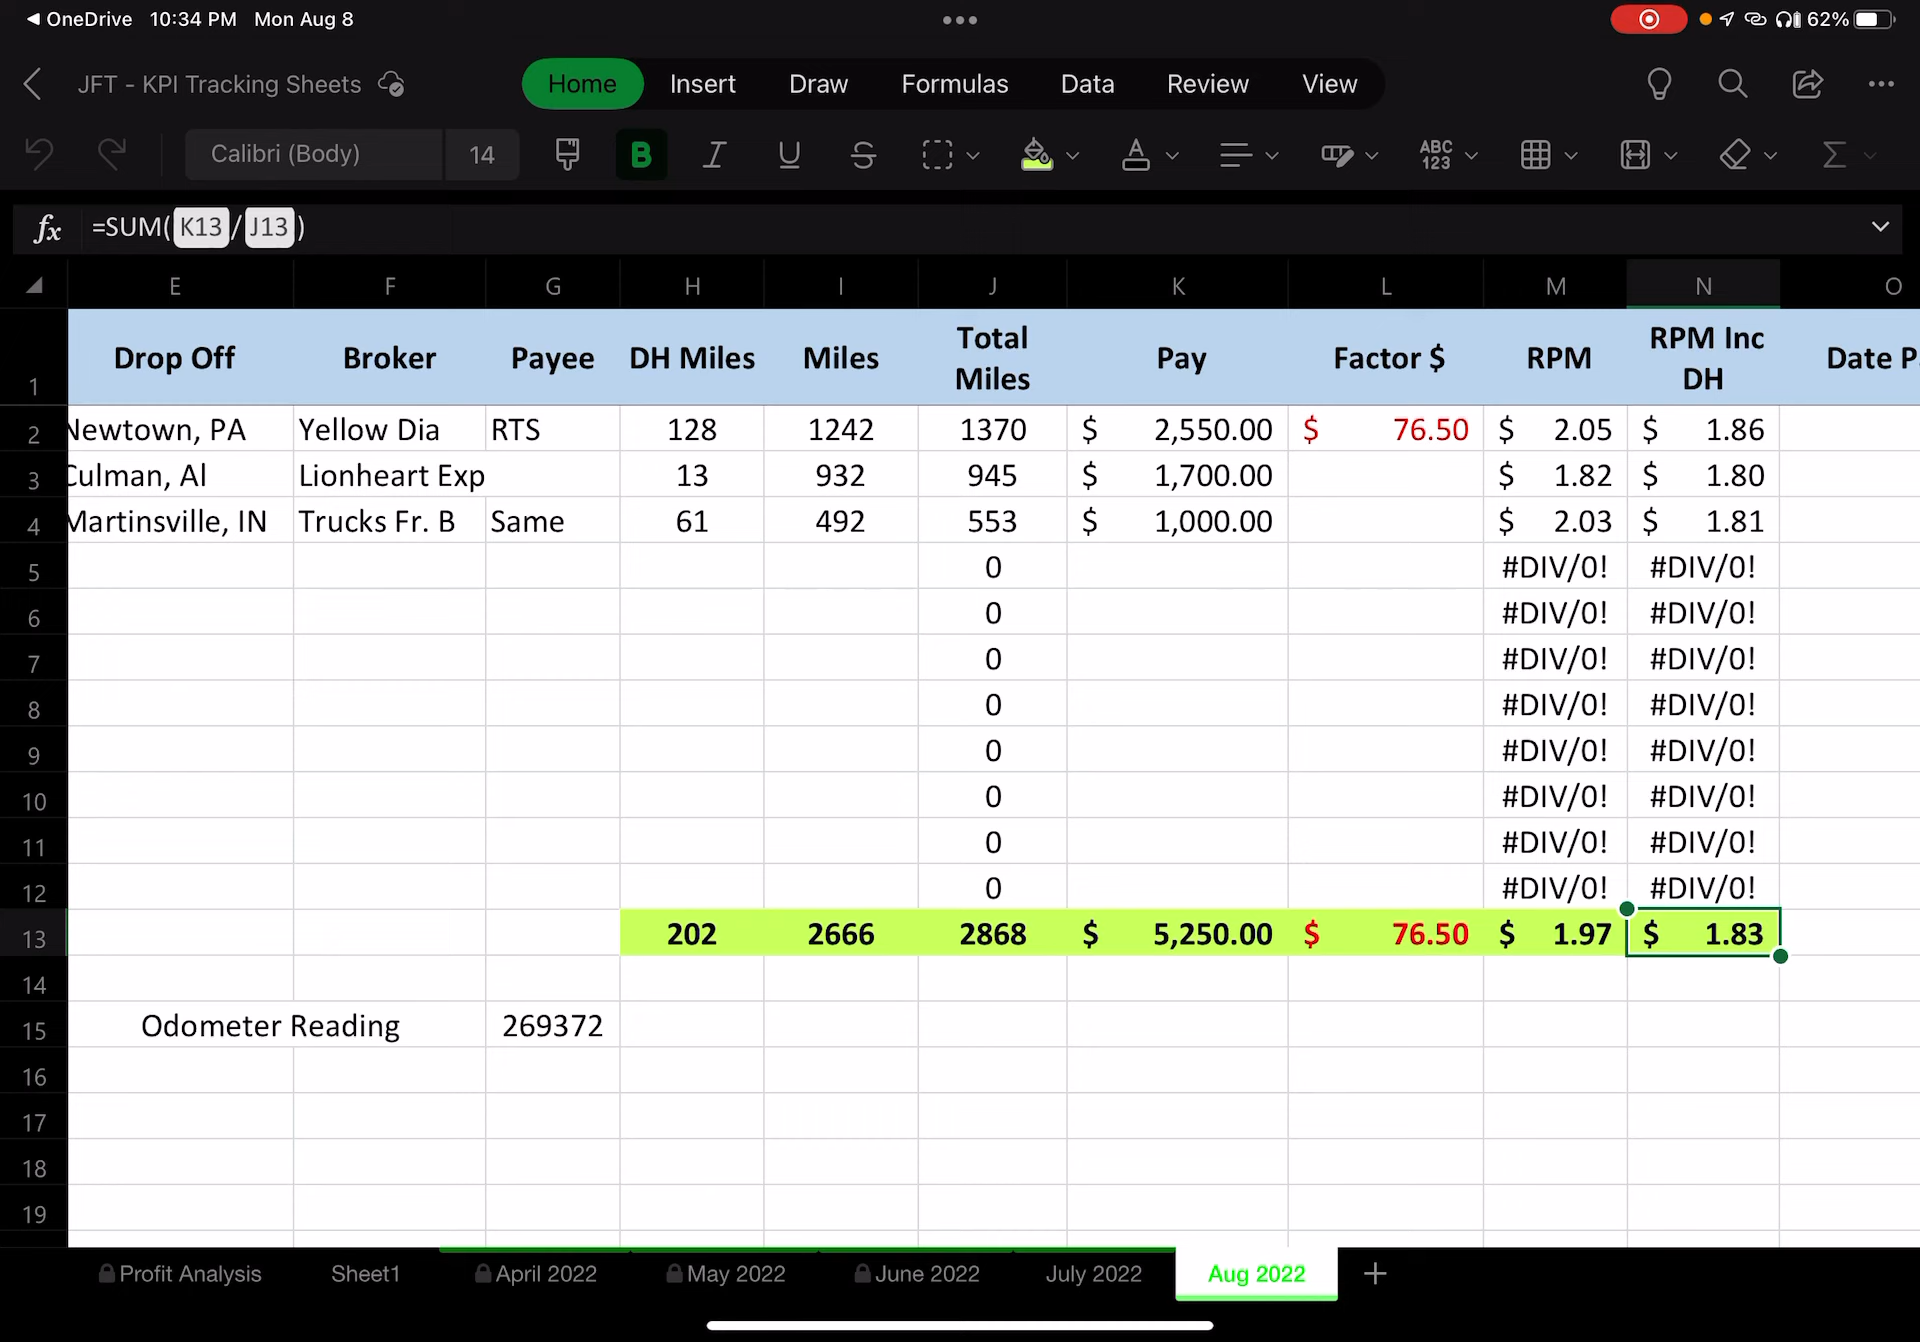 OneDrive 10:34 PM Mon Aug 8 62%
JFT - KPI Tracking Sheets Home Insert Draw Formulas Data Review View
Calibri (Body) 14 B I U S A ABC 123 Σ
fx =SUM(K13/J13)
E F G H I J K L M N O
1 Drop Off Broker Payee DH Miles Miles Total Miles Pay Factor $ RPM RPM Inc DH Date P
2 Newtown, PA Yellow Dia RTS 128 1242 1370 $ 2,550.00 $ 76.50 $ 2.05 $ 1.86
3 Culman, Al Lionheart Exp 13 932 945 $ 1,700.00 $ 1.82 $ 1.80
4 Martinsville, IN Trucks Fr. B Same 61 492 553 $ 1,000.00 $ 2.03 $ 1.81
5 0 #DIV/0! #DIV/0!
6 0 #DIV/0! #DIV/0!
7 0 #DIV/0! #DIV/0!
8 0 #DIV/0! #DIV/0!
9 0 #DIV/0! #DIV/0!
10 0 #DIV/0! #DIV/0!
11 0 #DIV/0! #DIV/0!
12 0 #DIV/0! #DIV/0!
13 202 2666 2868 $ 5,250.00 $ 76.50 $ 1.97 $ 1.83
14
15 Odometer Reading 269372
16
17
18
19
Profit Analysis Sheet1 April 2022 May 2022 June 2022 July 2022 Aug 2022 +